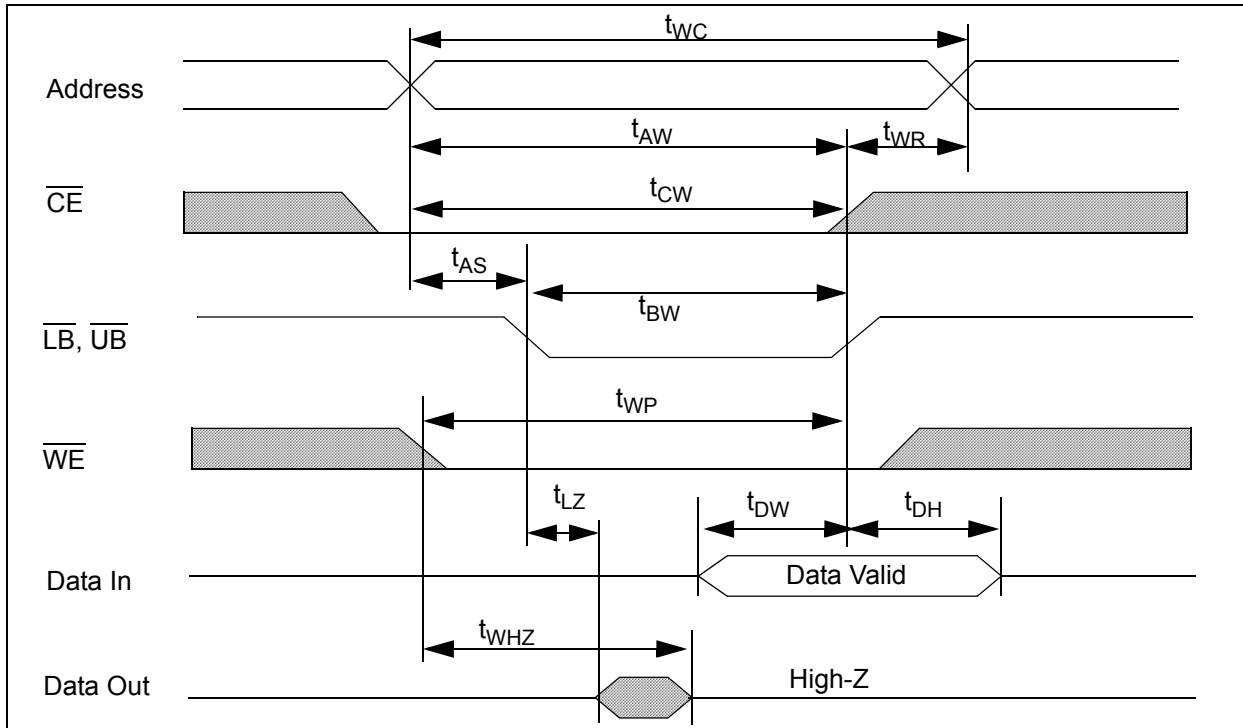 tWC
Address
tAW
tWR
CE
tCW
tAS
tBW
LB, UB
tWP
WE
tLZ
tDW
tDH
Data In
Data Valid
tWHZ
Data Out
High-Z